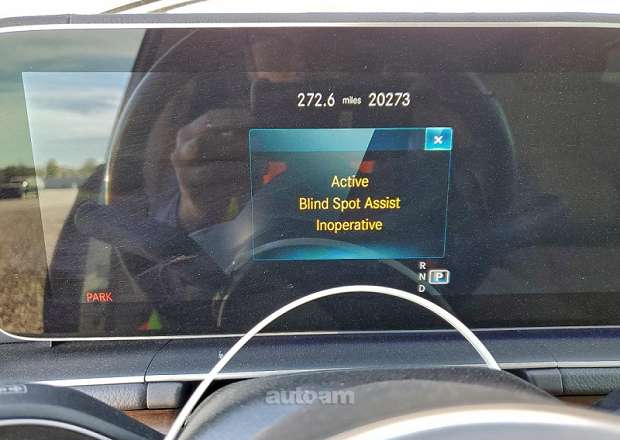 272.6 miles 20273
×
Active
Blind Spot Assist
Inoperative
R
N P
D
PARK
autoam